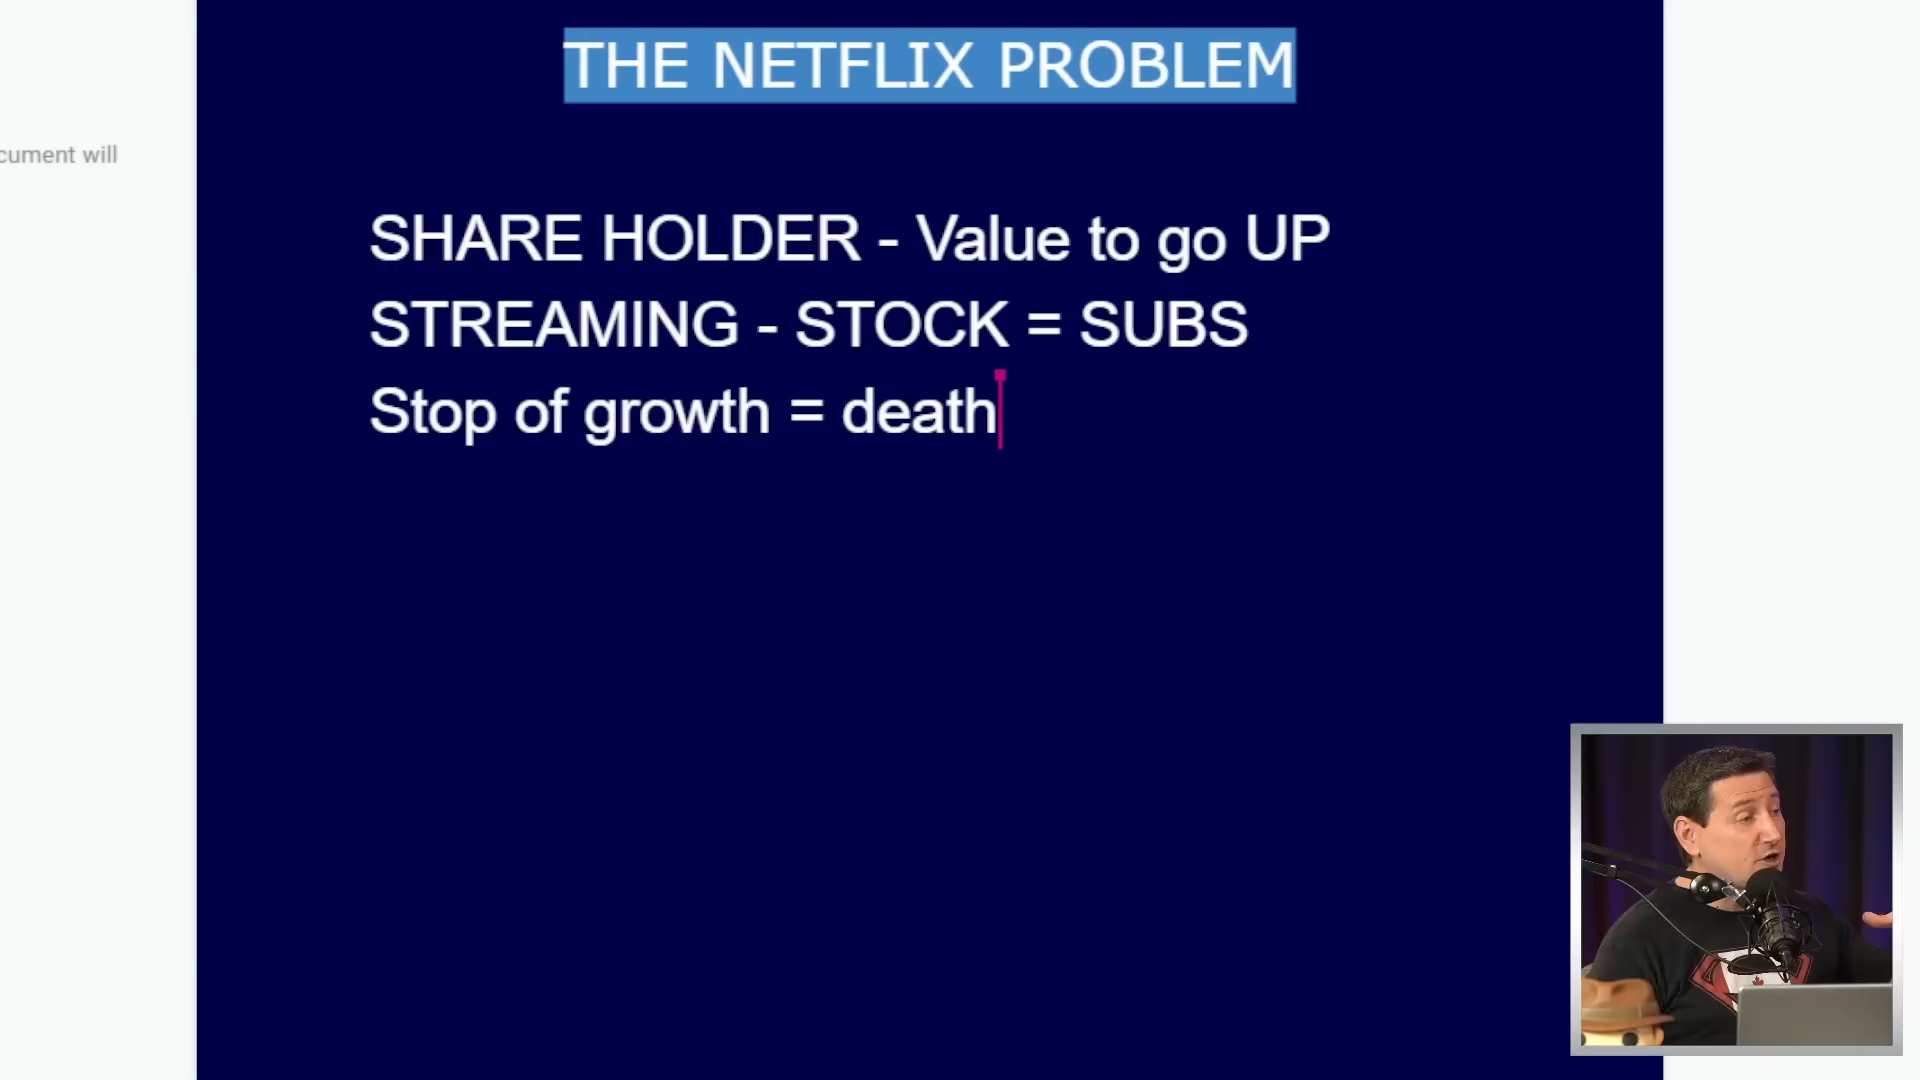 THE NETFLIX PROBLEM
cument will
SHARE HOLDER - Value to go UP
STREAMING - STOCK = SUBS
Stop of growth = death